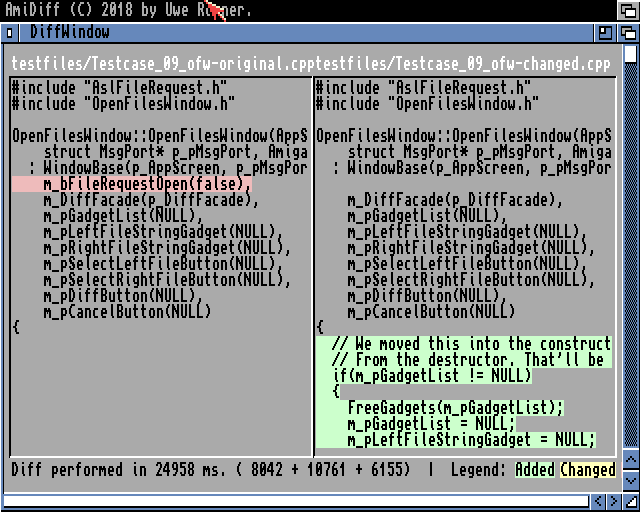 AmiDiff (C) 2018 by Uwe Rosner.
DiffWindow
testfiles/Testcase_09_ofw-original.cpp
#include "AslFileRequest.h"
#include "OpenFilesWindow.h"
OpenFilesWindow::OpenFilesWindow(AppS
struct MsgPort* p_pMsgPort, Amiga
: WindowBase(p_AppScreen, p_pMsgPor
m_bFileRequestOpen(false),
m_DiffFacade(p_DiffFacade),
m_pGadgetList(NULL),
m_pLeftFileStringGadget(NULL),
m_pRightFileStringGadget(NULL),
m_pSelectLeftFileButton(NULL),
m_pSelectRightFileButton(NULL),
m_pDiffButton(NULL),
m_pCancelButton(NULL)
{
testfiles/Testcase_09_ofw-changed.cpp
#include "AslFileRequest.h"
#include "OpenFilesWindow.h"
OpenFilesWindow::OpenFilesWindow(AppS
struct MsgPort* p_pMsgPort, Amiga
: WindowBase(p_AppScreen, p_pMsgPor
m_DiffFacade(p_DiffFacade),
m_pGadgetList(NULL),
m_pLeftFileStringGadget(NULL),
m_pRightFileStringGadget(NULL),
m_pSelectLeftFileButton(NULL),
m_pSelectRightFileButton(NULL),
m_pDiffButton(NULL),
m_pCancelButton(NULL)
{
// We moved this into the construct
// From the destructor. That'll be
if(m_pGadgetList != NULL)
{
FreeGadgets(m_pGadgetList);
m_pGadgetList = NULL;
m_pLeftFileStringGadget = NULL;
Diff performed in 24958 ms. ( 8042 + 10761 + 6155) | Legend: Added Changed